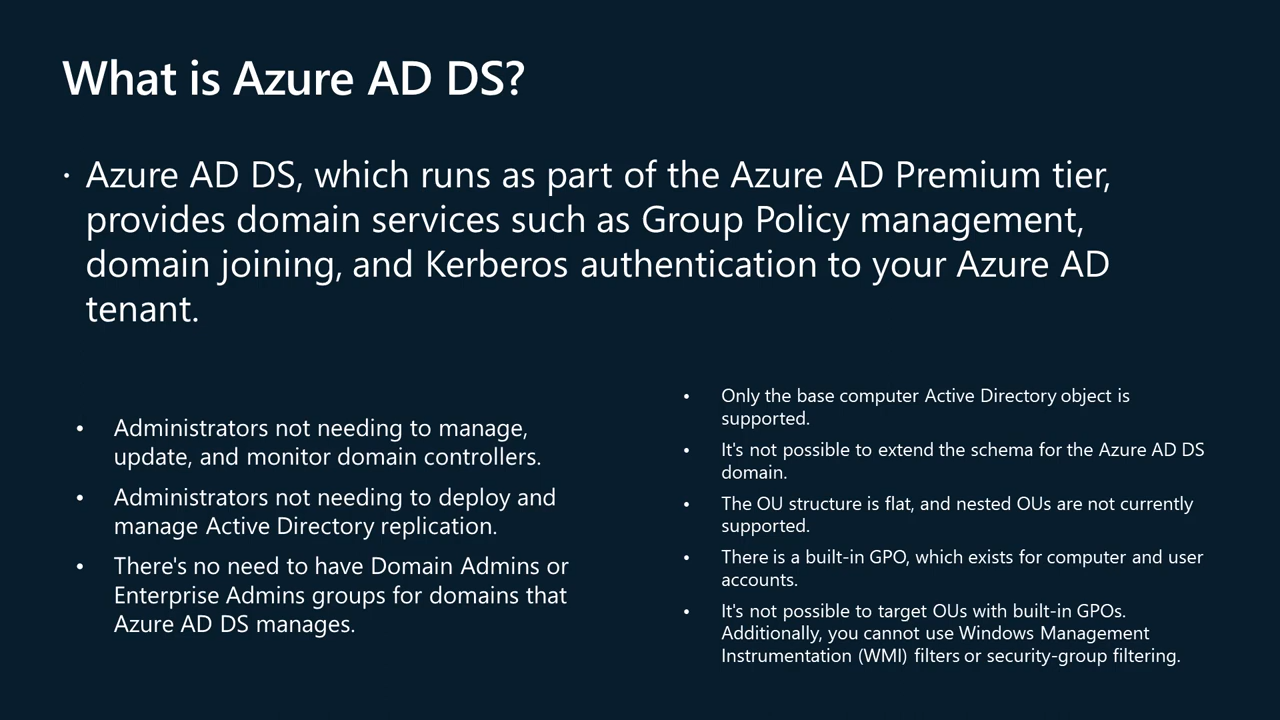 What is Azure AD DS?
• Azure AD DS, which runs as part of the Azure AD Premium tier,
provides domain services such as Group Policy management,
domain joining, and Kerberos authentication to your Azure AD
tenant.
• Administrators not needing to manage,
update, and monitor domain controllers.
• Administrators not needing to deploy and
manage Active Directory replication.
• There's no need to have Domain Admins or
Enterprise Admins groups for domains that
Azure AD DS manages.
• Only the base computer Active Directory object is
supported.
• It's not possible to extend the schema for the Azure AD DS
domain.
• The OU structure is flat, and nested OUs are not currently
supported.
• There is a built-in GPO, which exists for computer and user
accounts.
• It's not possible to target OUs with built-in GPOs.
Additionally, you cannot use Windows Management
Instrumentation (WMI) filters or security-group filtering.